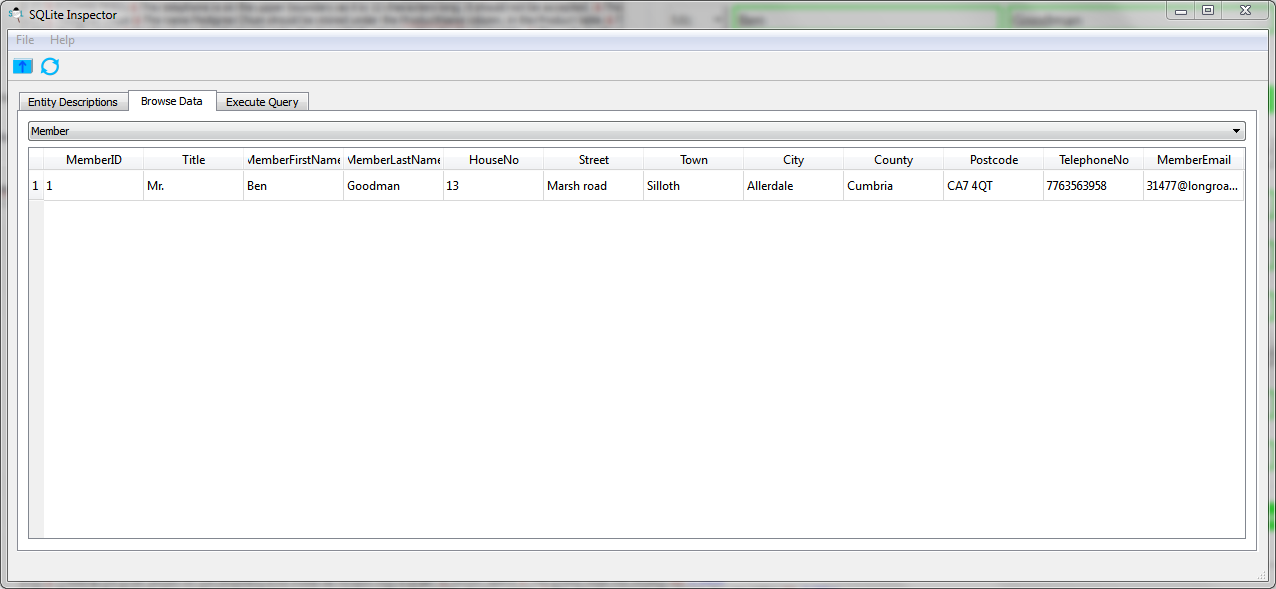 SQLite Inspector
Ben Goodman
File Help
Entity Descriptions Browse Data Execute Query
Member
MemberID Title MemberFirstName MemberLastName HouseNo Street Town City County Postcode TelephoneNo MemberEmail
1 1 Mr. Ben Goodman 13 Marsh road Silloth Allerdale Cumbria CA7 4QT 7763563958 31477@longroa...